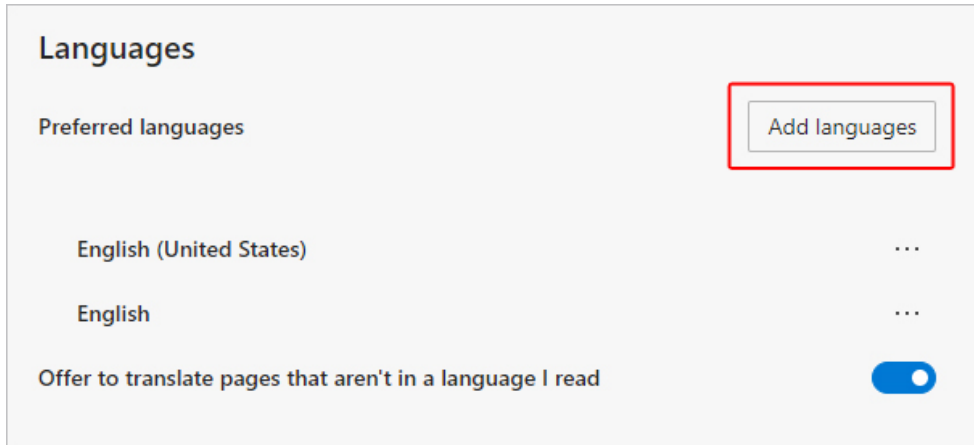 Languages
Preferred languages
Add languages
English (United States)
...
English
...
Offer to translate pages that aren't in a language I read